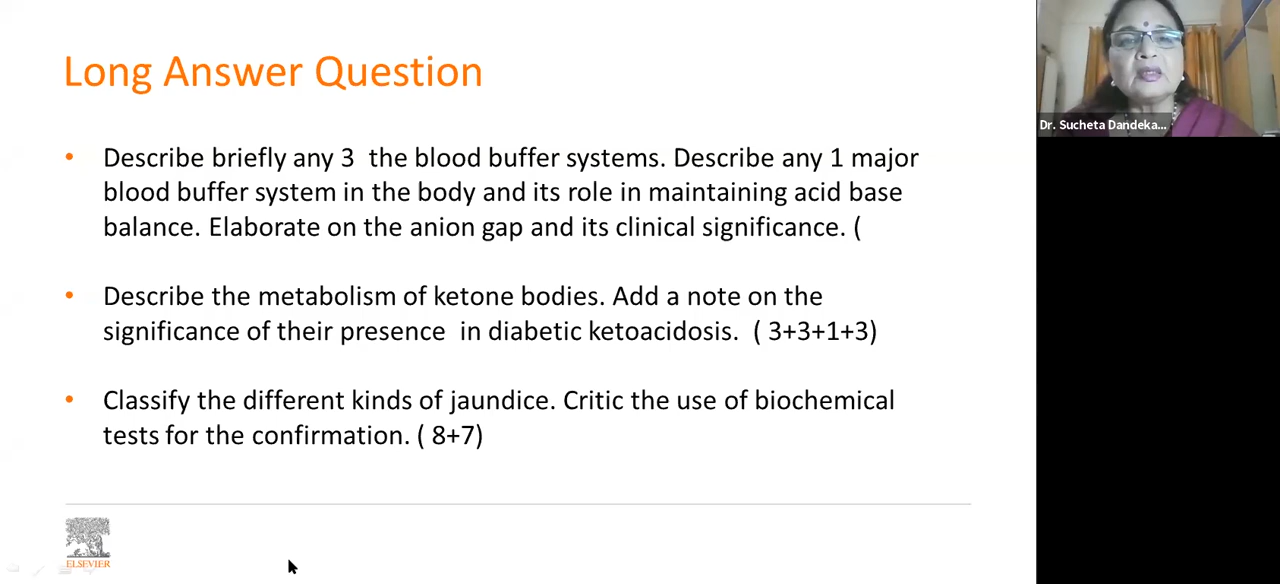 Long Answer Question
Dr. Sucheta Dandeka...
• Describe briefly any 3 the blood buffer systems. Describe any 1 major
blood buffer system in the body and its role in maintaining acid base
balance. Elaborate on the anion gap and its clinical significance. (
• Describe the metabolism of ketone bodies. Add a note on the
significance of their presence in diabetic ketoacidosis. ( 3+3+1+3)
• Classify the different kinds of jaundice. Critic the use of biochemical
tests for the confirmation. ( 8+7)
ELSEVIER